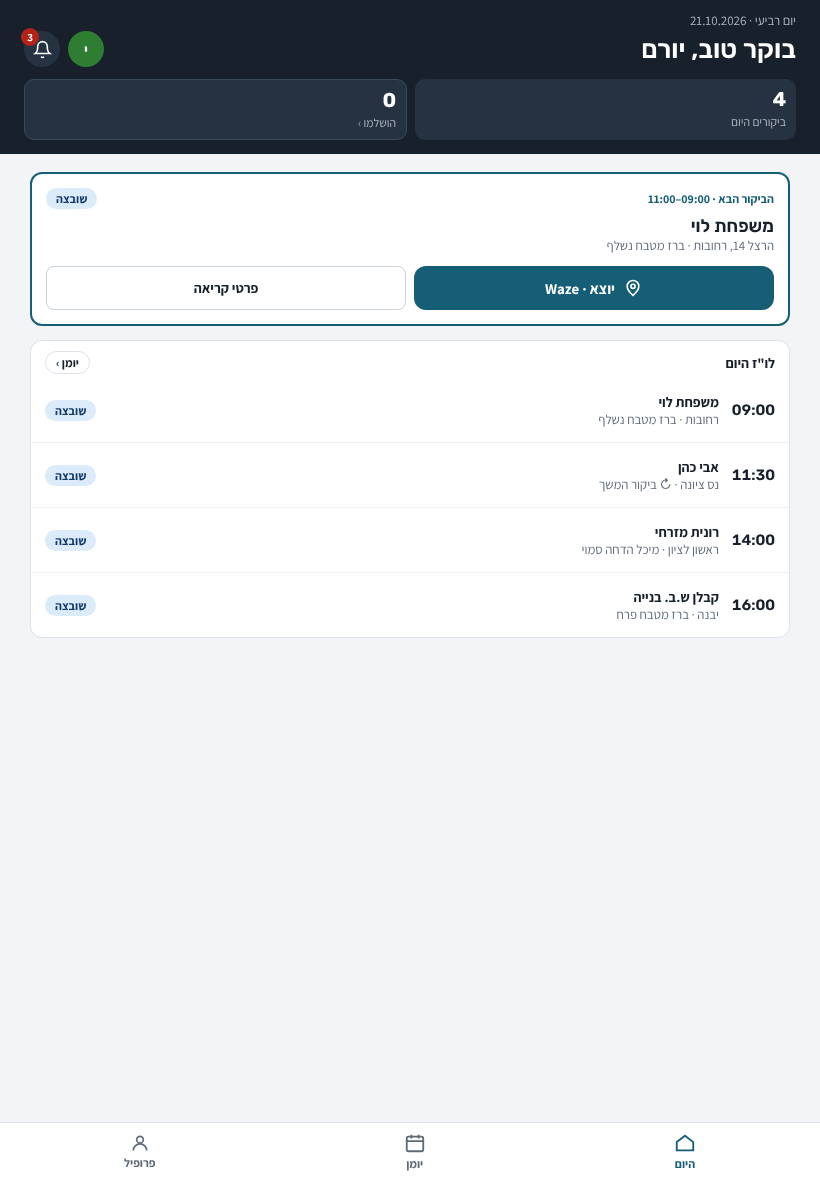 יום רביעי · 21.10.2026
בוקר טוב, יורם
י
3
4
ביקורים היום
0
הושלמו ›
הביקור הבא · 09:00–11:00
שובצה
משפחת לוי
הרצל 14, רחובות · ברז מטבח נשלף
יוצא · Waze
פרטי קריאה
לו"ז היום
יומן ›
09:00
משפחת לוי
רחובות · ברז מטבח נשלף
שובצה
11:30
אבי כהן
נס ציונה · ↻ ביקור המשך
שובצה
14:00
רונית מזרחי
ראשון לציון · מיכל הדחה סמוי
שובצה
16:00
קבלן ש.ב. בנייה
יבנה · ברז מטבח פרח
שובצה
היום
יומן
פרופיל